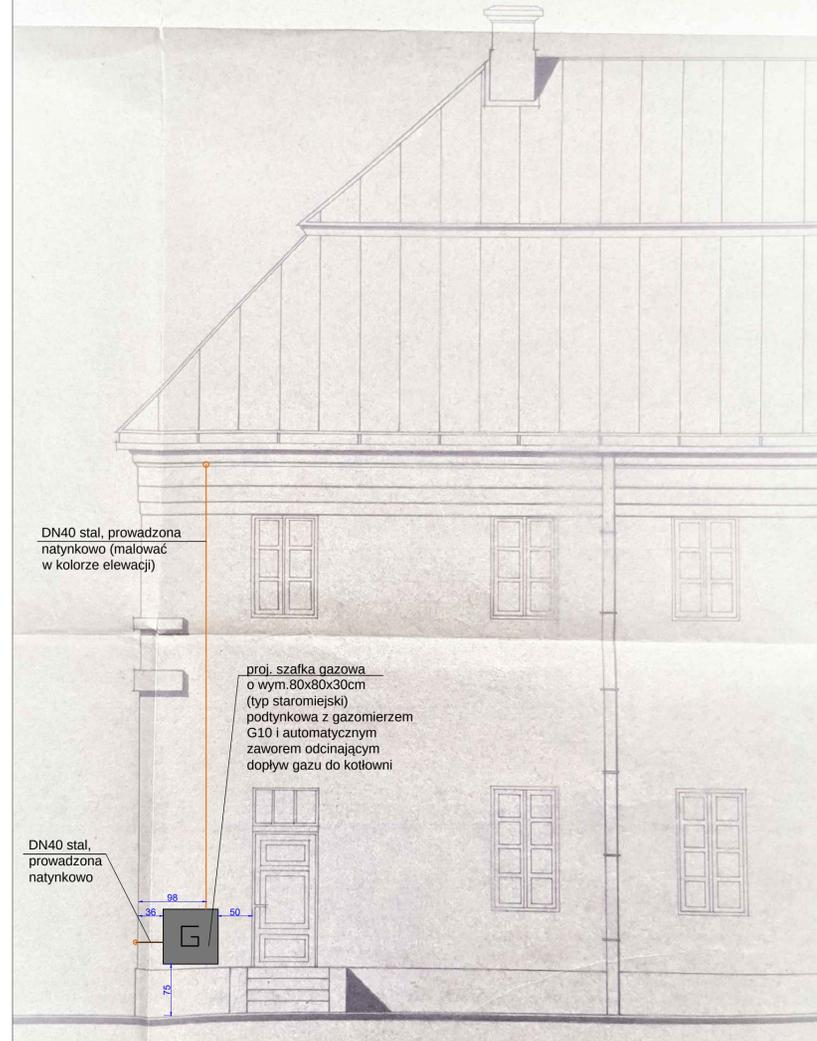 DN40 stal, prowadzona
natynkowo (malować
w kolorze elewacji)
proj. szafka gazowa
o wym.80x80x30cm
(typ staromiejski)
podtynkowa z gazomierzem
G10 i automatycznym
zaworem odcinającym
dopływ gazu do kotłowni
DN40 stal,
prowadzona
natynkowo
98
36
50
G
75